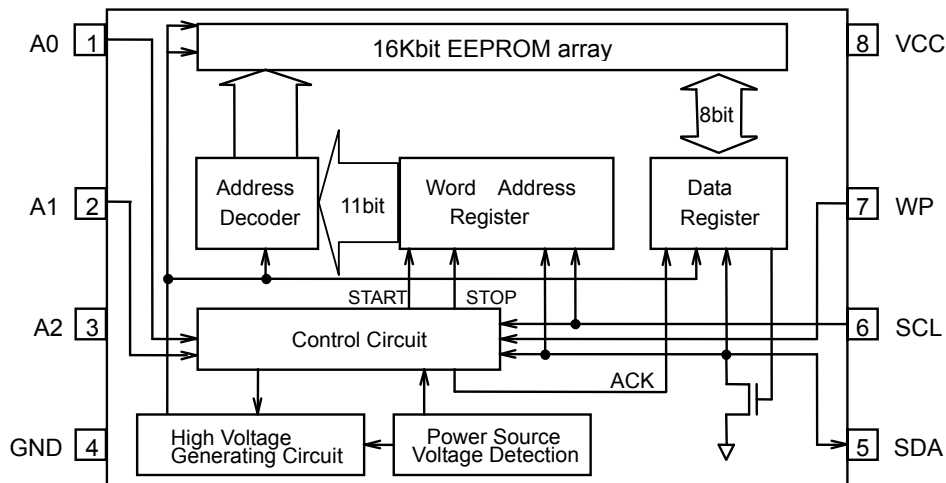 A0 1
16Kbit EEPROM array
8 VCC
8bit
A1 2
Address
Decoder
11bit
Word Address
Register
Data
Register
7 WP
START
STOP
A2 3
Control Circuit
6 SCL
ACK
GND 4
High Voltage
Generating Circuit
Power Source
Voltage Detection
5 SDA